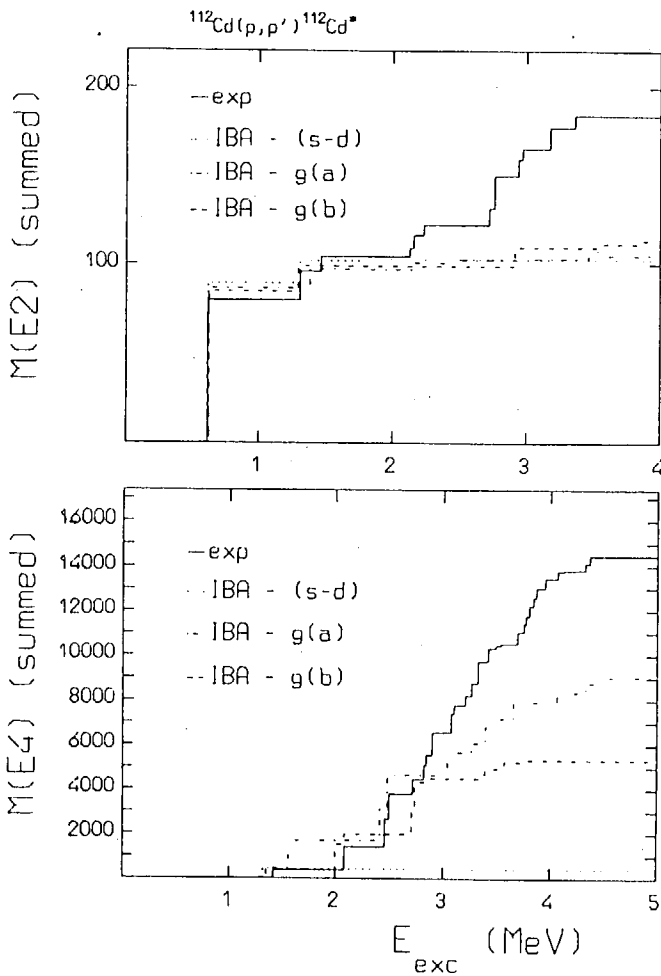 ¹¹²Cd(p,p')¹¹²Cd*
M(E2) (summed)
200
100
— exp
··· IBA - (s-d)
-·- IBA - g(a)
--- IBA - g(b)
1 2 3 4
M(E4) (summed)
16000
14000
12000
10000
8000
6000
4000
2000
— exp
··· IBA - (s-d)
-·- IBA - g(a)
--- IBA - g(b)
1 2 3 4 5
E_exc (MeV)